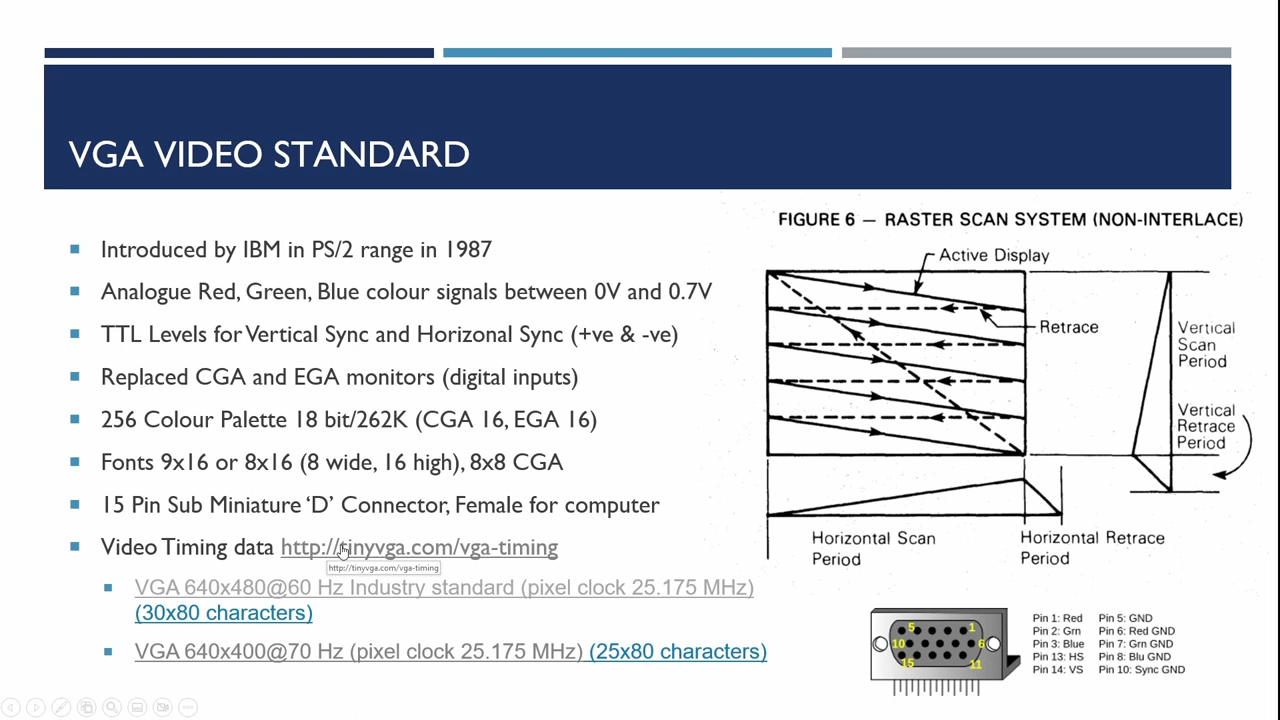 VGA VIDEO STANDARD
Introduced by IBM in PS/2 range in 1987
Analogue Red, Green, Blue colour signals between 0V and 0.7V
TTL Levels for Vertical Sync and Horizonal Sync (+ve & -ve)
Replaced CGA and EGA monitors (digital inputs)
256 Colour Palette 18 bit/262K (CGA 16, EGA 16)
Fonts 9x16 or 8x16 (8 wide, 16 high), 8x8 CGA
15 Pin Sub Miniature ‘D’ Connector, Female for computer
Video Timing data http://tinyvga.com/vga-timing
http://tinyvga.com/vga-timing
VGA 640x480@60 Hz Industry standard (pixel clock 25.175 MHz)
(30x80 characters)
VGA 640x400@70 Hz (pixel clock 25.175 MHz) (25x80 characters)
FIGURE 6 — RASTER SCAN SYSTEM (NON-INTERLACE)
Active Display
Retrace
Vertical
Scan
Period
Vertical
Retrace
Period
Horizontal Scan
Period
Horizontal Retrace
Period
5 1
10 6
15 11
Pin 1: Red Pin 5: GND
Pin 2: Grn Pin 6: Red GND
Pin 3: Blue Pin 7: Grn GND
Pin 13: HS Pin 8: Blu GND
Pin 14: VS Pin 10: Sync GND